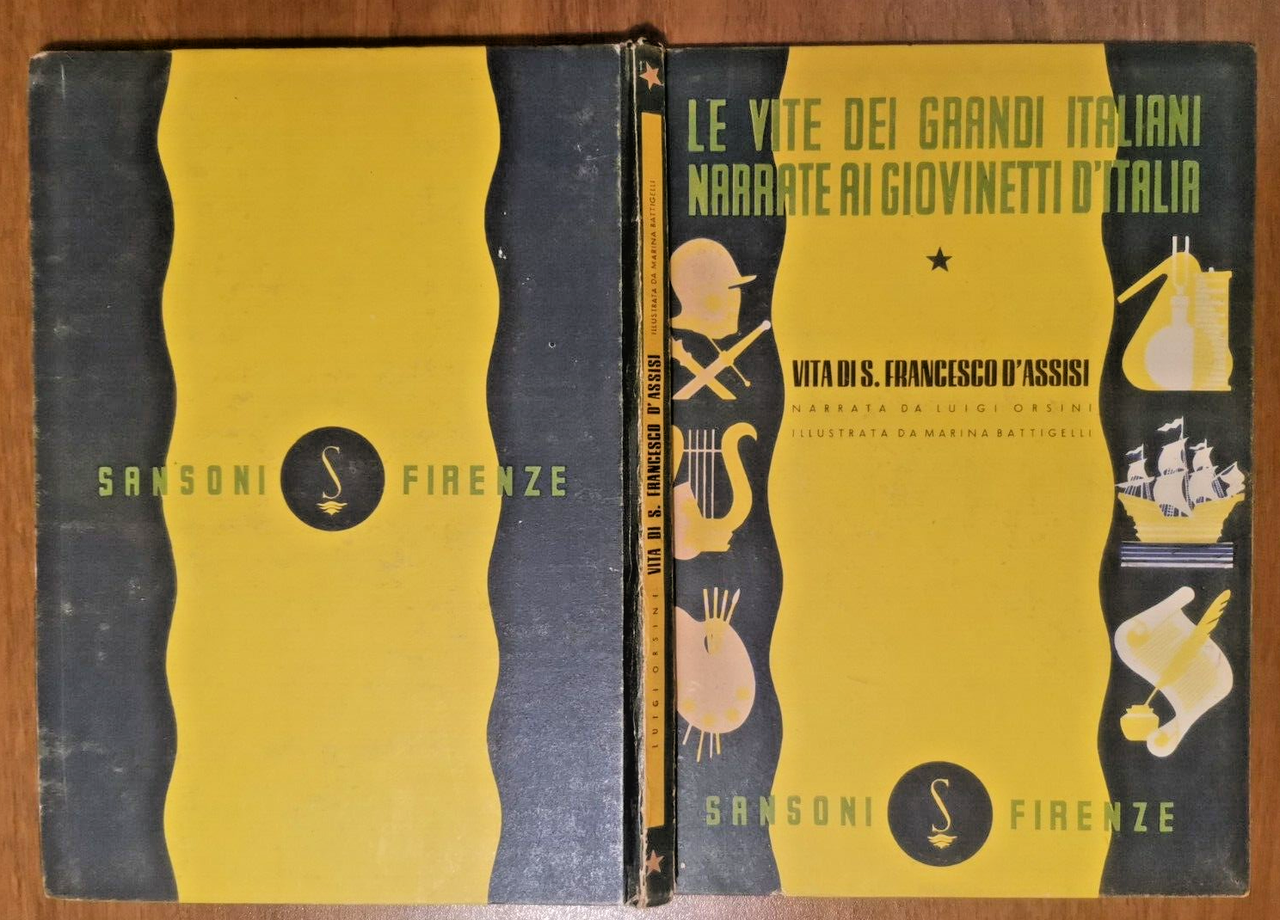 SANSONI S FIRENZE
LUIGI ORSINI VITA DI S. FRANCESCO D'ASSISI ILLUSTRATA DA MARINA BATTIGELLI
LE VITE DEI GRANDI ITALIANI
NARRATE AI GIOVINETTI D'ITALIA
VITA DI S. FRANCESCO D'ASSISI
NARRATA DA LUIGI ORSINI
ILLUSTRATA DA MARINA BATTIGELLI
SANSONI S FIRENZE